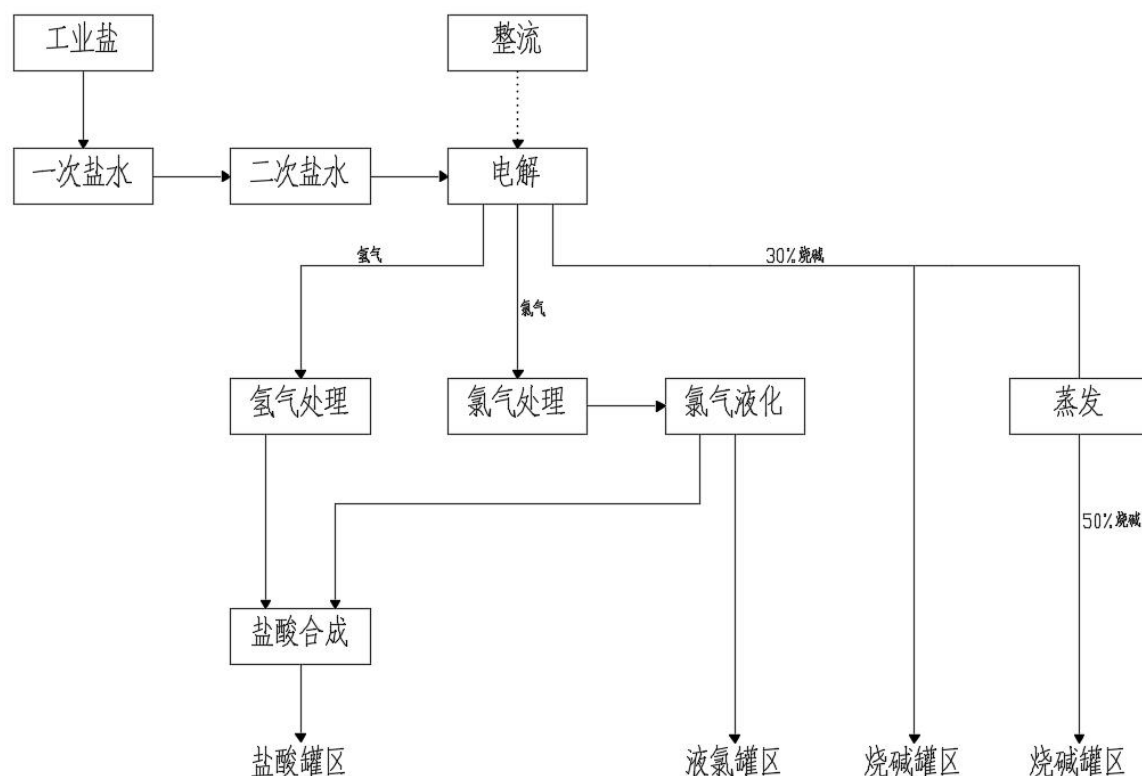 工业盐
整流
一次盐水
二次盐水
电解
氢气
30%烧碱
氯气
氢气处理
氯气处理
氯气液化
蒸发
50%烧碱
盐酸合成
盐酸罐区
液氯罐区
烧碱罐区
烧碱罐区